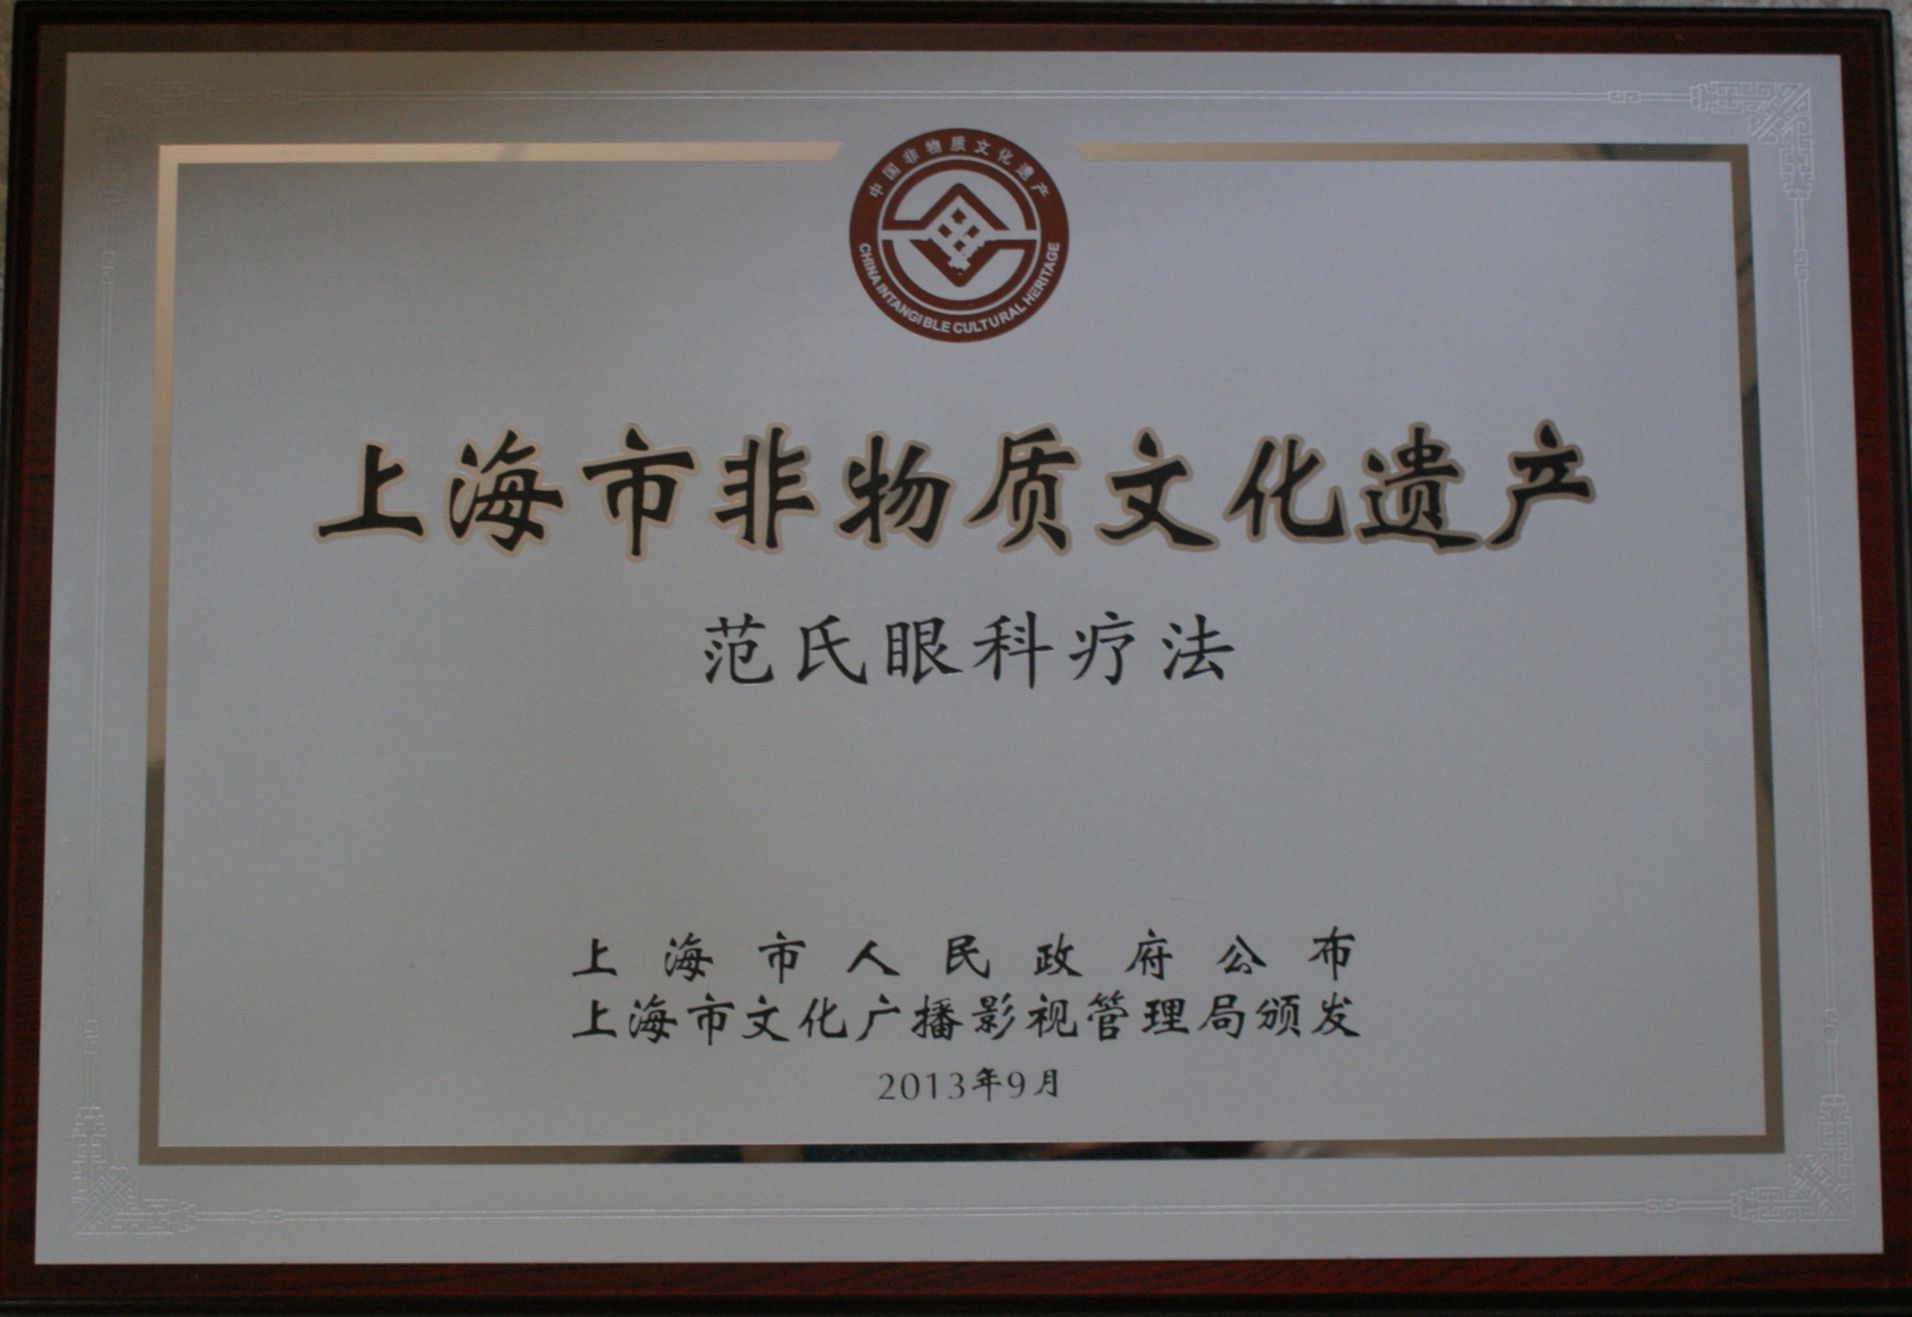 中国非物质文化遗产
CHINA INTANGIBLE CULTURAL HERITAGE
上海市非物质文化遗产
范氏眼科疗法
上海市人民政府公布
上海市文化广播影视管理局颁发
2013年9月